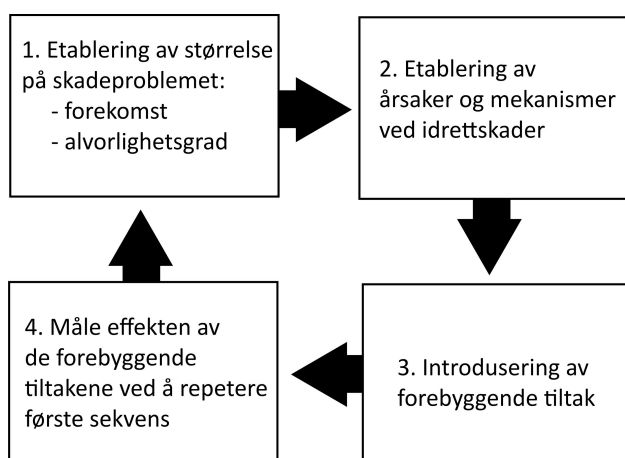 1. Etablering av størrelse
på skadeproblemet:
- forekomst
- alvorlighetsgrad
2. Etablering av
årsaker og mekanismer
ved idrettskader
3. Introdusering av
forebyggende tiltak
4. Måle effekten av
de forebyggende
tiltakene ved å repetere
første sekvens